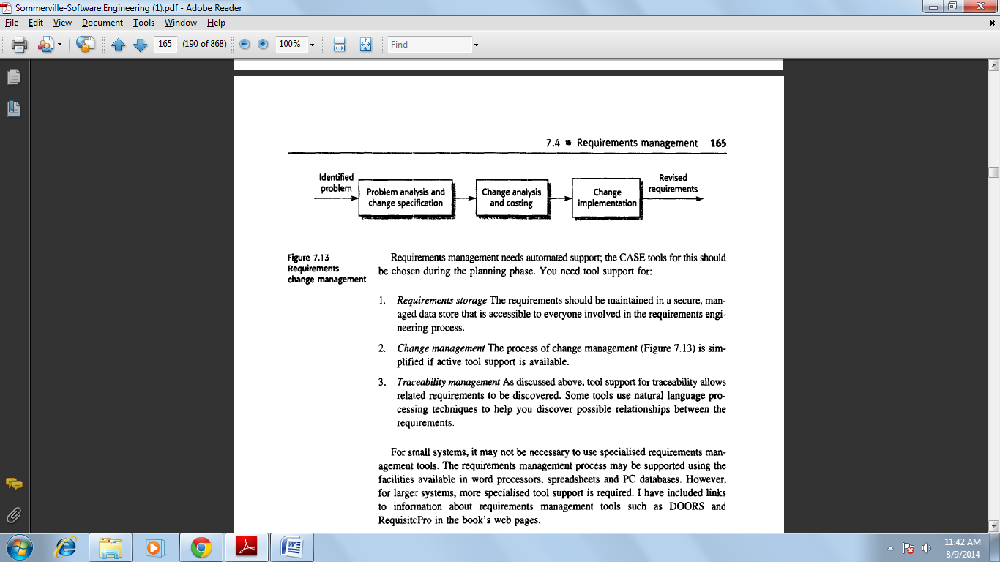 Sommerville-Software.Engineering (1).pdf - Adobe Reader
File Edit View Document Tools Window Help
165 (190 of 868) 100% Find
7.4 Requirements management 165
Identified
problem
Problem analysis and
change specification
Change analysis
and costing
Change
implementation
Revised
requirements
Figure 7.13
Requirements
change management
Requirements management needs automated support; the CASE tools for this should
be chosen during the planning phase. You need tool support for:
1. Requirements storage The requirements should be maintained in a secure, man-
aged data store that is accessible to everyone involved in the requirements engi-
neering process.
2. Change management The process of change management (Figure 7.13) is sim-
plified if active tool support is available.
3. Traceability management As discussed above, tool support for traceability allows
related requirements to be discovered. Some tools use natural language pro-
cessing techniques to help you discover possible relationships between the
requirements.
For small systems, it may not be necessary to use specialised requirements man-
agement tools. The requirements management process may be supported using the
facilities available in word processors, spreadsheets and PC databases. However,
for larger systems, more specialised tool support is required. I have included links
to information about requirements management tools such as DOORS and
RequisitePro in the book's web pages.
11:42 AM
8/9/2014